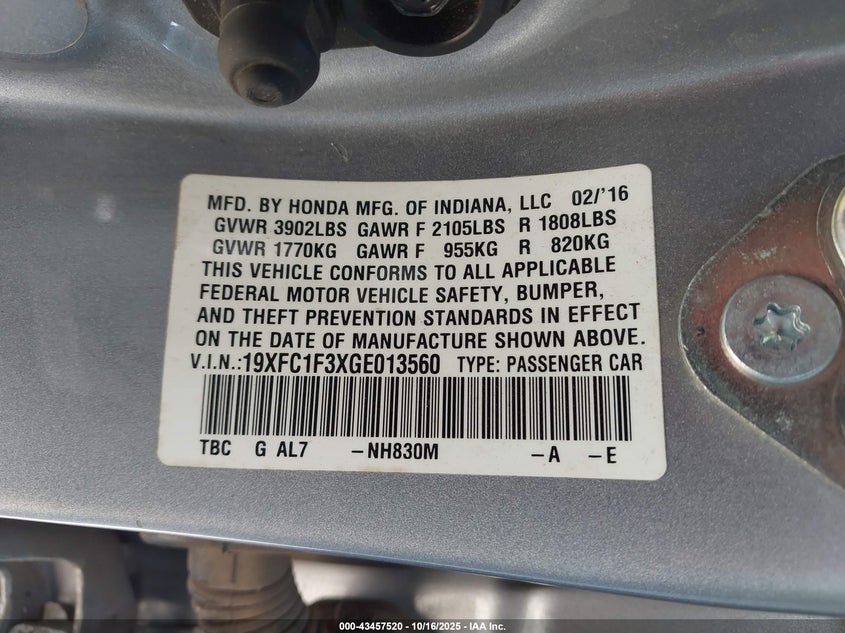 MFD. BY HONDA MFG. OF INDIANA, LLC 02/'16
GVWR 3902LBS GAWR F 2105LBS R 1808LBS
GVWR 1770KG GAWR F 955KG R 820KG
THIS VEHICLE CONFORMS TO ALL APPLICABLE
FEDERAL MOTOR VEHICLE SAFETY, BUMPER,
AND THEFT PREVENTION STANDARDS IN EFFECT
ON THE DATE OF MANUFACTURE SHOWN ABOVE.
V.I.N.:19XFC1F3XGE013560 TYPE: PASSENGER CAR
TBC G AL7 –NH830M –A –E
000-43457520 - 10/16/2025 - IAA Inc.